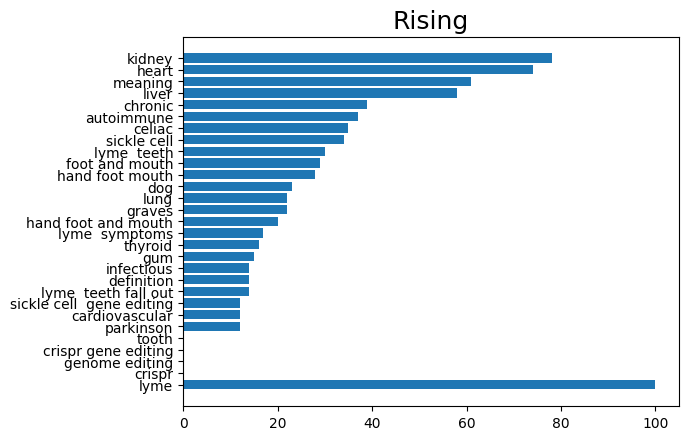 Rising
kidney
heart
meaning
liver
chronic
autoimmune
celiac
sickle cell
lyme  teeth
foot and mouth
hand foot mouth
dog
lung
graves
hand foot and mouth
lyme  symptoms
thyroid
gum
infectious
definition
lyme  teeth fall out
sickle cell  gene editing
cardiovascular
parkinson
tooth
crispr gene editing
genome editing
crispr
lyme
0 20 40 60 80 100